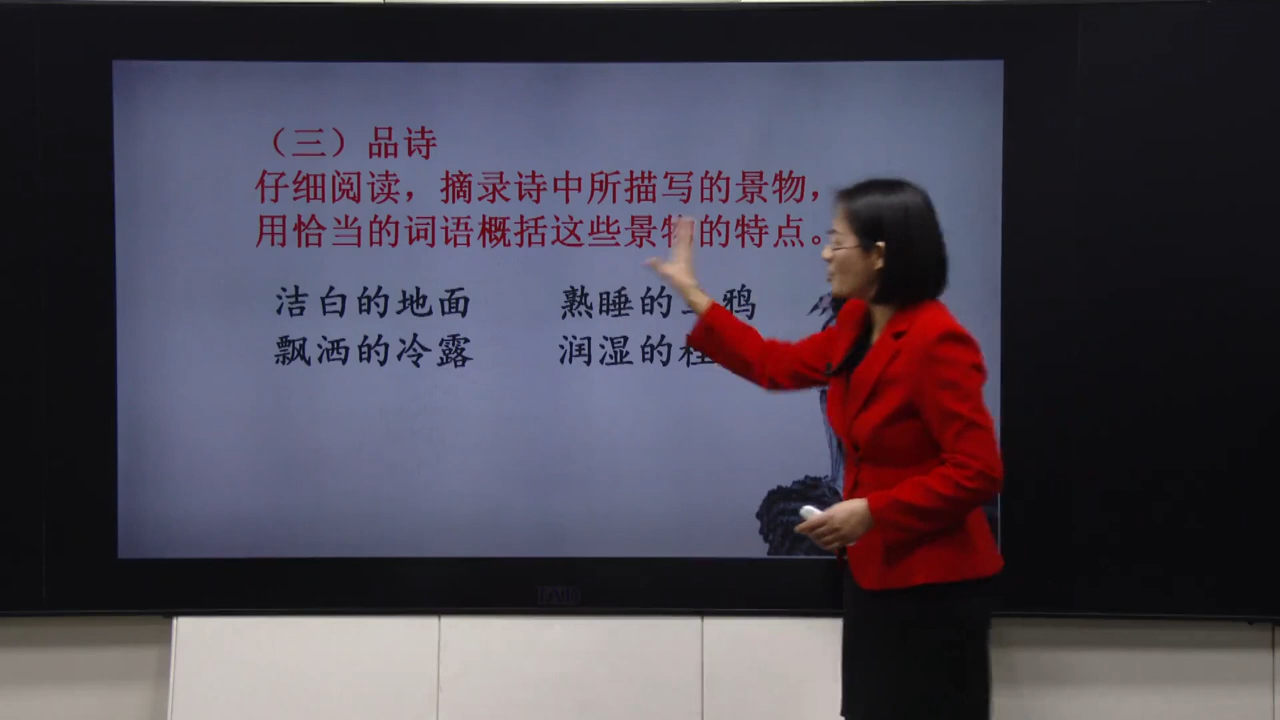 （三）品诗
仔细阅读，摘录诗中所描写的景物，
用恰当的词语概括这些景物的特点。
洁白的地面 熟睡的 鸦
飘洒的冷露 润湿的桂